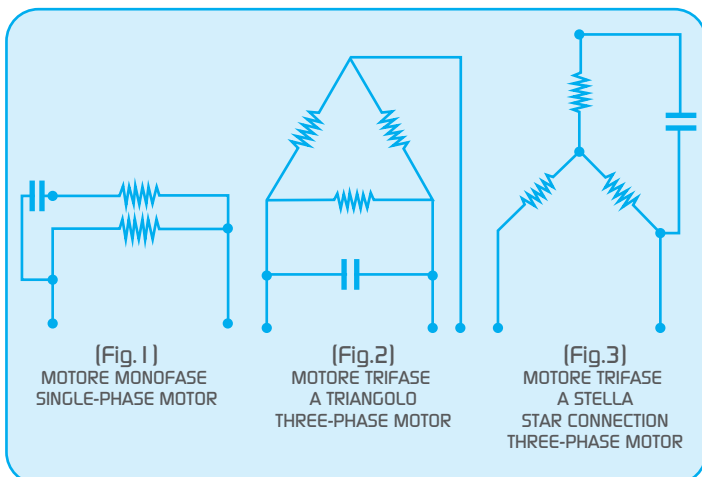 (Fig.1)
MOTORE MONOFASE
SINGLE-PHASE MOTOR
(Fig.2)
MOTORE TRIFASE
A TRIANGOLO
THREE-PHASE MOTOR
(Fig.3)
MOTORE TRIFASE
A STELLA
STAR CONNECTION
THREE-PHASE MOTOR